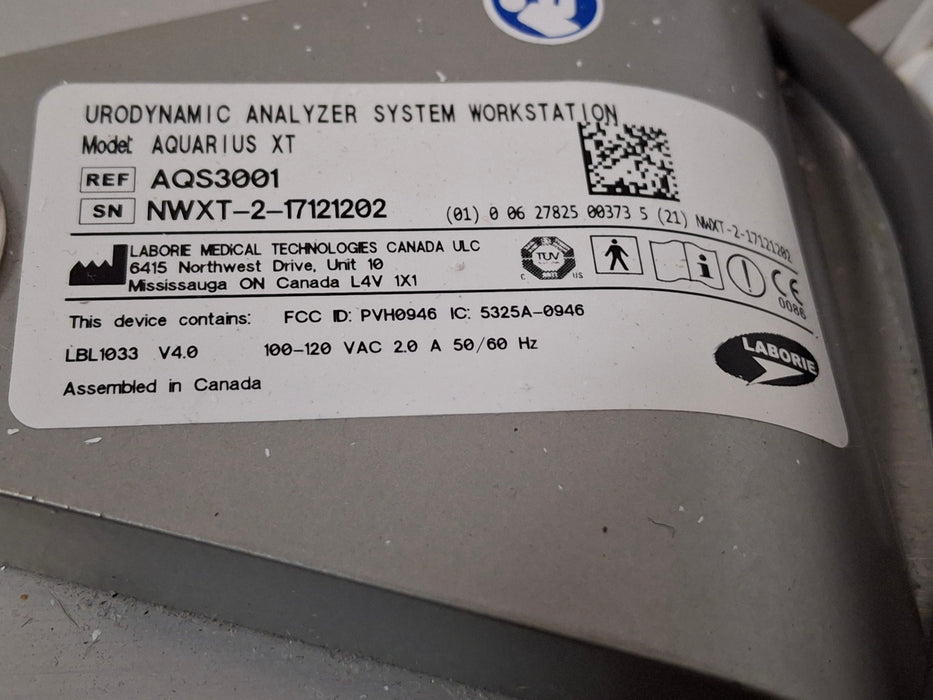 URODYNAMIC ANALYZER SYSTEM WORKSTATION
Model: AQUARIUS XT
REF AQS3001
SN NWXT-2-17121202
(01) 0 06 27825 00373 5 (21) NWXT-2-17121202
LABORIE MEDICAL TECHNOLOGIES CANADA ULC
6415 Northwest Drive, Unit 10
Mississauga ON Canada L4V 1X1
TUV
C US
CE
0086
This device contains: FCC ID: PVH0946 IC: 5325A-0946
LBL1033 V4.0 100-120 VAC 2.0 A 50/60 Hz
LABORIE
Assembled in Canada